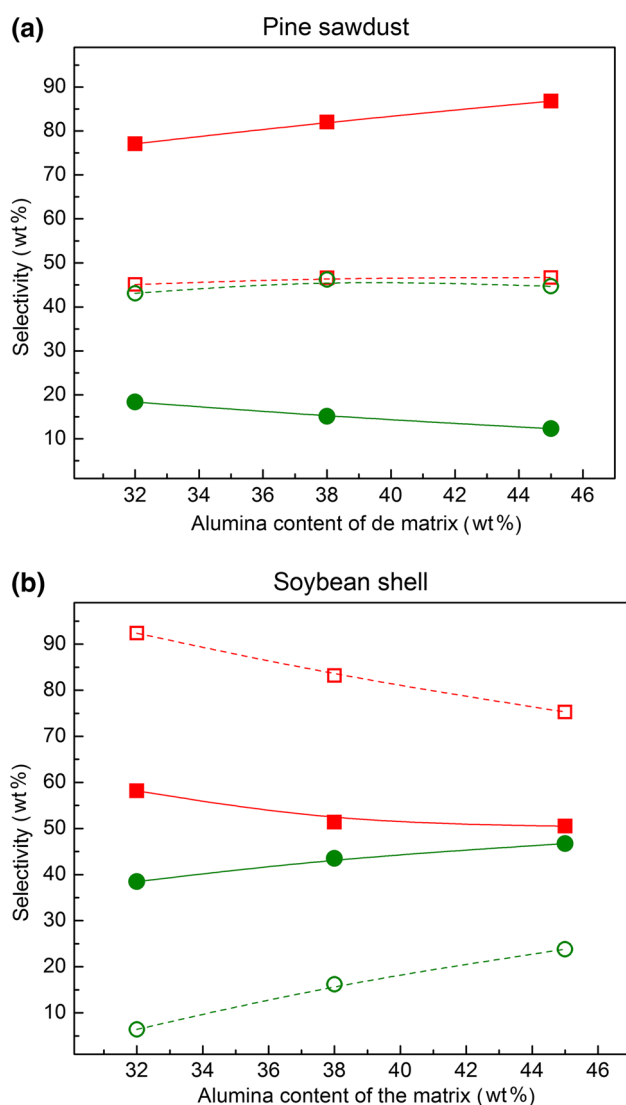 (a)
Pine sawdust
Selectivity (wt%)
90
80
70
60
50
40
30
20
10
32 34 36 38 40 42 44 46
Alumina content of de matrix (wt%)
(b)
Soybean shell
Selectivity (wt%)
90
80
70
60
50
40
30
20
10
32 34 36 38 40 42 44 46
Alumina content of the matrix (wt%)